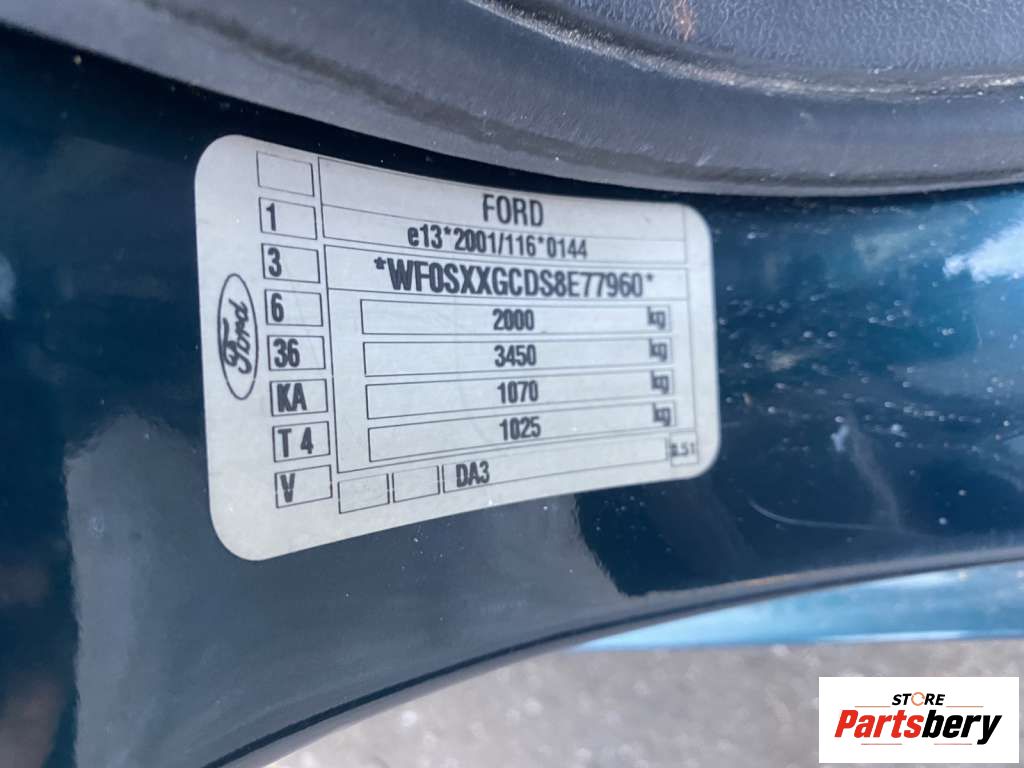 FORD
1
e13*2001/116*0144
3
*WF0SXXGCDS8E77960*
6
2000 kg
36
3450 kg
KA
1070 kg
T 4
1025 kg
V
DA3
Ford
STORE
Partsbery